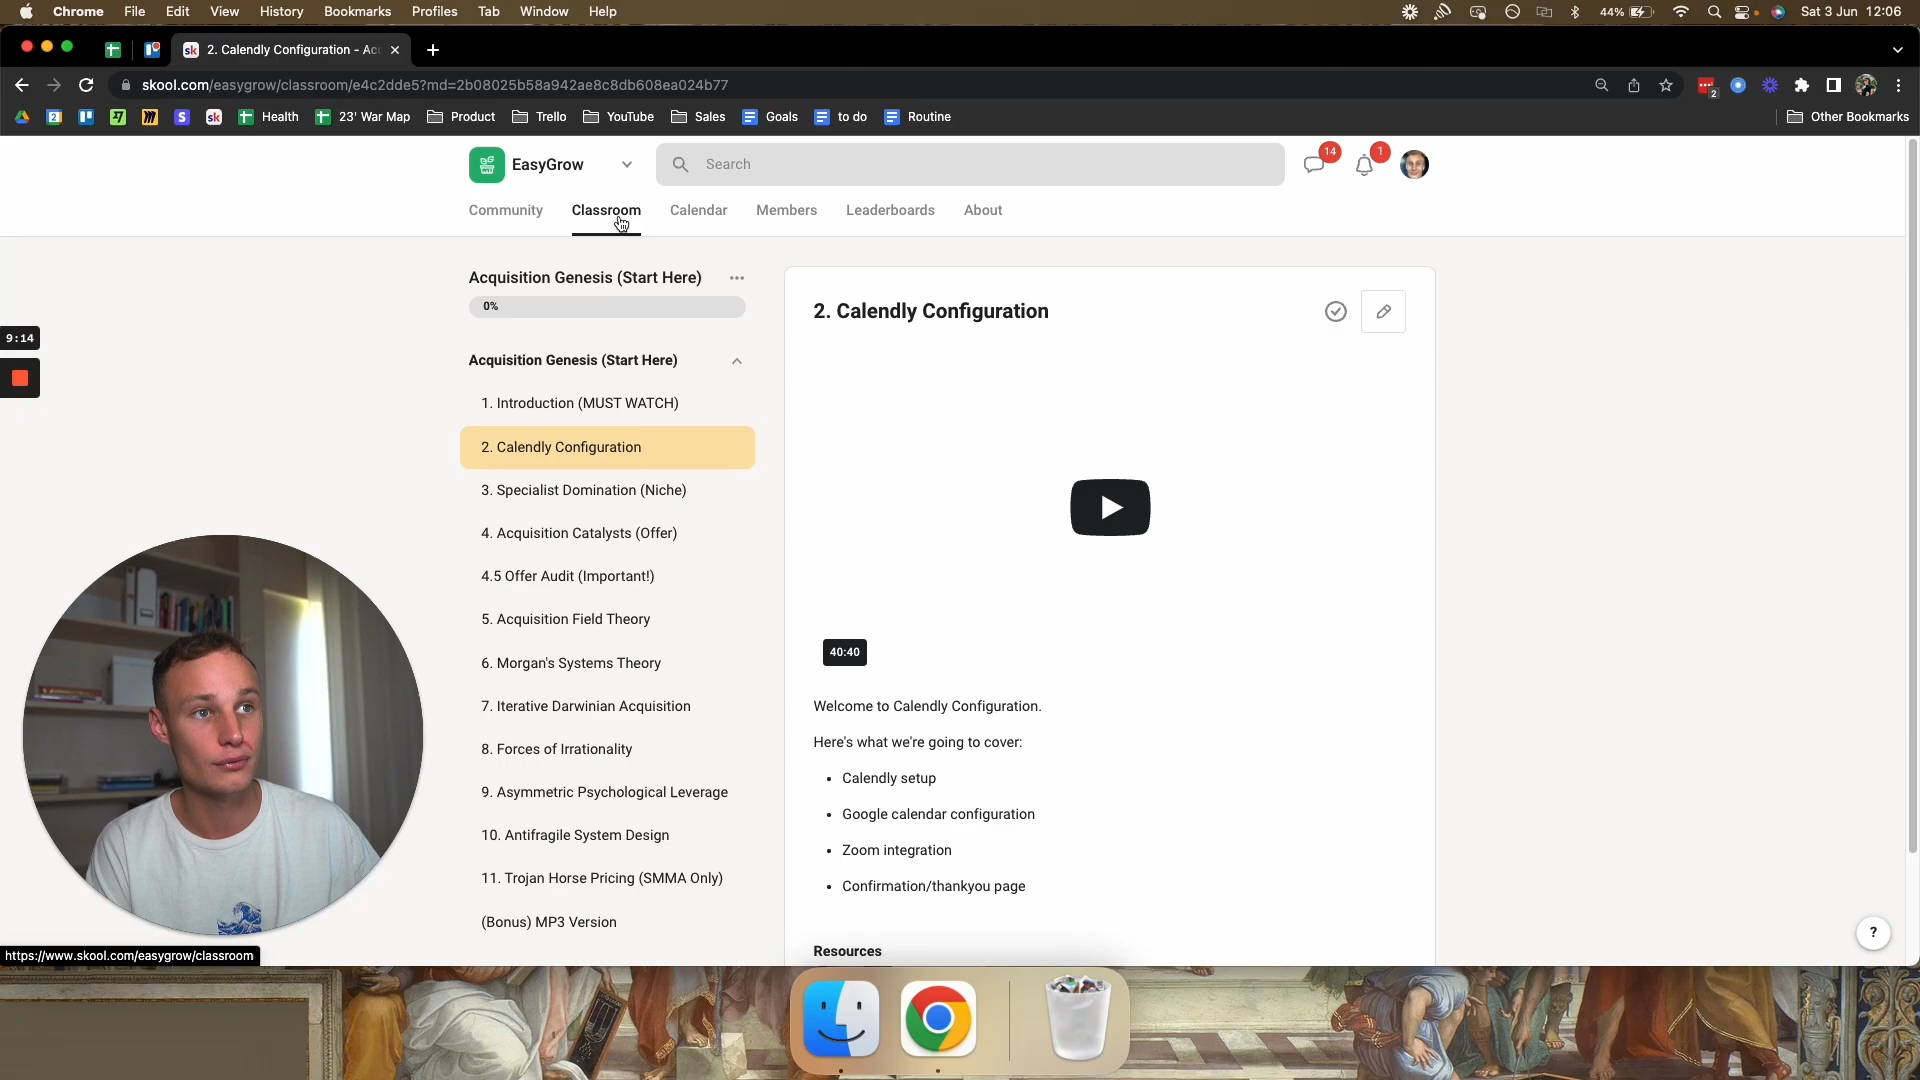 Chrome File Edit View History Bookmarks Profiles Tab Window Help 44% Sat 3 Jun 12:06
2. Calendly Configuration - Ac
skool.com/easygrow/classroom/e4c2dde5?md=2b08025b58a942ae8c8db608ea024b77
2
Health 23' War Map Product Trello YouTube Sales Goals to do Routine Other Bookmarks
EasyGrow Search 14 1
Community Classroom Calendar Members Leaderboards About
Acquisition Genesis (Start Here)
0%
9:14
Acquisition Genesis (Start Here)
1. Introduction (MUST WATCH)
2. Calendly Configuration
3. Specialist Domination (Niche)
4. Acquisition Catalysts (Offer)
4.5 Offer Audit (Important!)
5. Acquisition Field Theory
6. Morgan's Systems Theory
7. Iterative Darwinian Acquisition
8. Forces of Irrationality
9. Asymmetric Psychological Leverage
10. Antifragile System Design
11. Trojan Horse Pricing (SMMA Only)
(Bonus) MP3 Version
2. Calendly Configuration
40:40
Welcome to Calendly Configuration.
Here's what we're going to cover:
• Calendly setup
• Google calendar configuration
• Zoom integration
• Confirmation/thankyou page
Resources
?
https://www.skool.com/easygrow/classroom